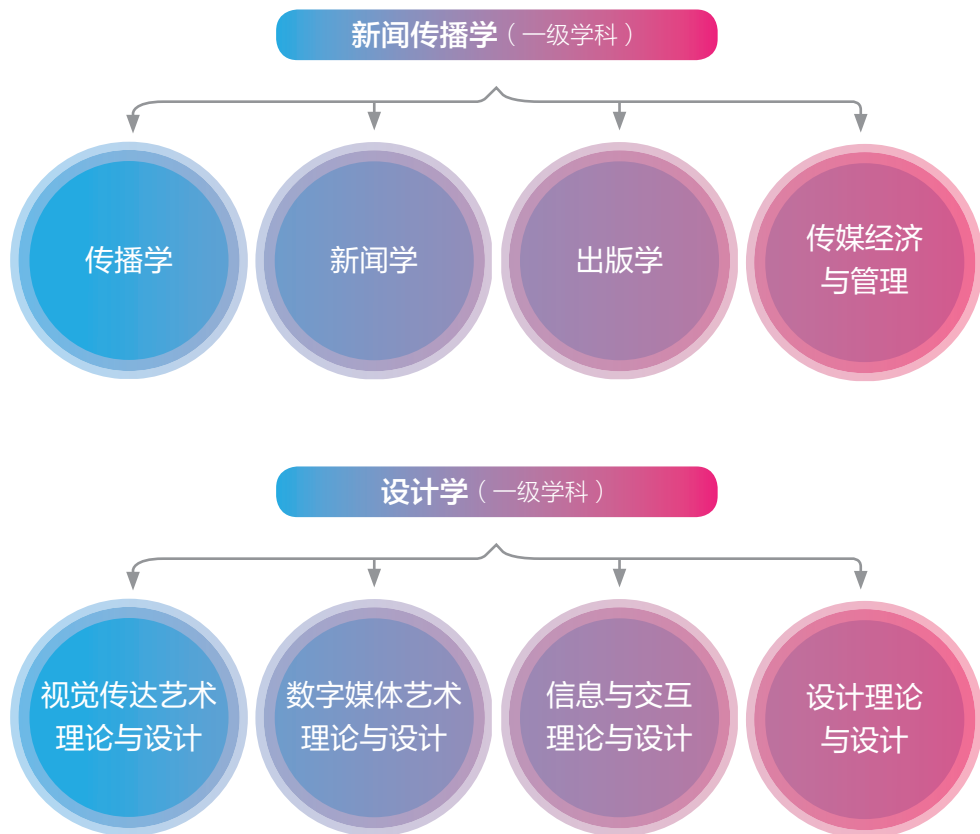 新闻传播学（一级学科）
传播学
新闻学
出版学
传媒经济
与管理
设计学（一级学科）
视觉传达艺术
理论与设计
数字媒体艺术
理论与设计
信息与交互
理论与设计
设计理论
与设计